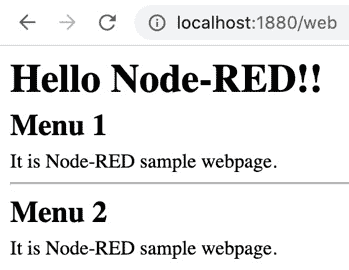 localhost:1880/web
Hello Node-RED!!
Menu 1
It is Node-RED sample webpage.
Menu 2
It is Node-RED sample webpage.